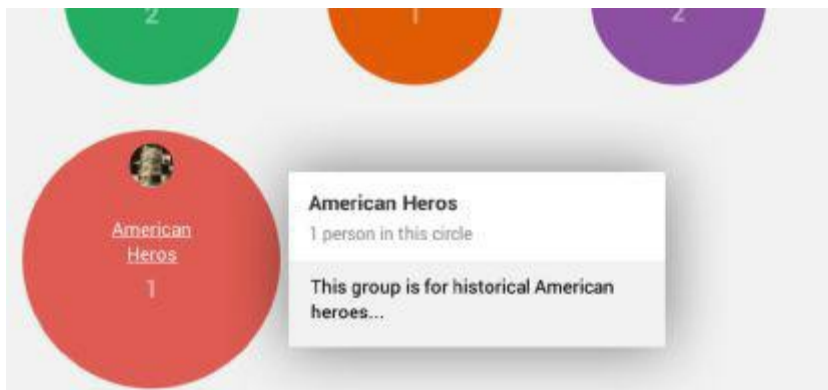 2
1
2
American
Heros
1
American Heros
1 person in this circle
This group is for historical American
heroes...